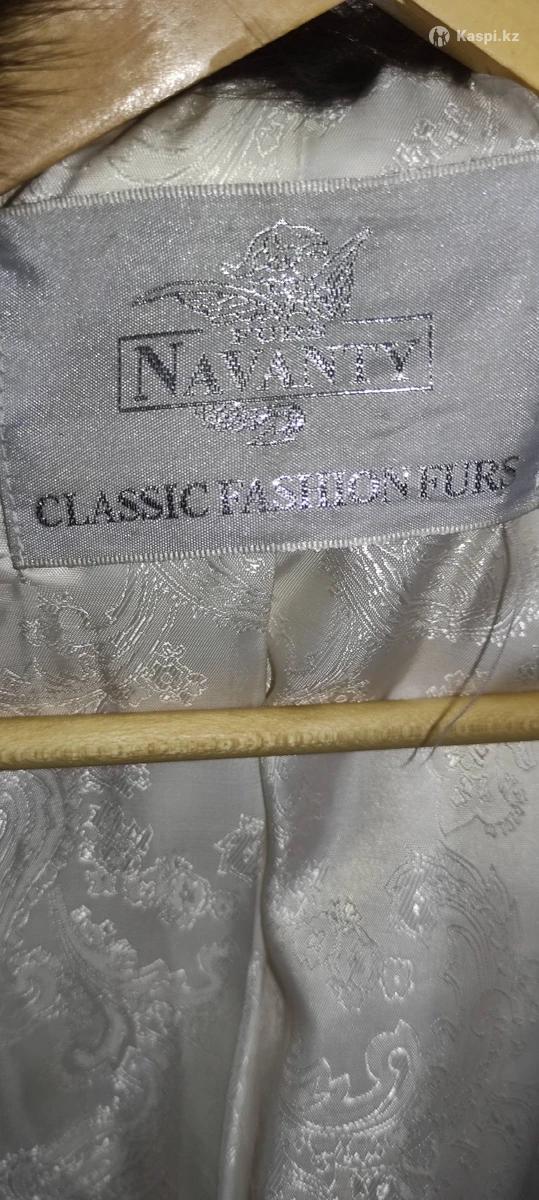 Kaspi.kz
FURS
NAVANTY
CLASSIC FASHION FURS